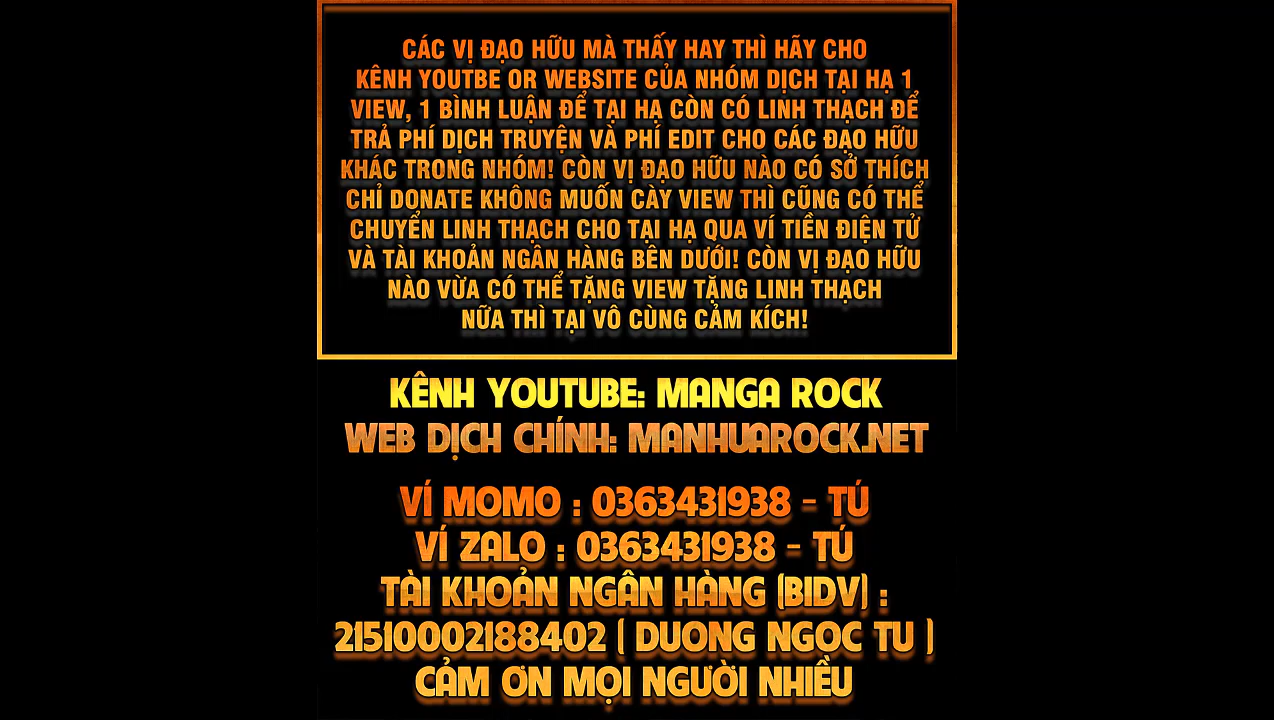 CÁC VỊ ĐẠO HỮU MÀ THẤY HAY THÌ HÃY CHO
KÊNH YOUTBE OR WEBSITE CỦA NHÓM DỊCH TẠI HẠ 1
VIEW, 1 BÌNH LUẬN ĐỂ TẠI HẠ CÒN CÓ LINH THẠCH ĐỂ
TRẢ PHÍ DỊCH TRUYỆN VÀ PHÍ EDIT CHO CÁC ĐẠO HỮU
KHÁC TRONG NHÓM! CÒN VỊ ĐẠO HỮU NÀO CÓ SỞ THÍCH
CHỈ DONATE KHÔNG MUỐN CÀY VIEW THÌ CŨNG CÓ THỂ
CHUYỂN LINH THẠCH CHO TẠI HẠ QUA VÍ TIỀN ĐIỆN TỬ
VÀ TÀI KHOẢN NGÂN HÀNG BÊN DƯỚI! CÒN VỊ ĐẠO HỮU
NÀO VỪA CÓ THỂ TẶNG VIEW TẶNG LINH THẠCH
NỮA THÌ TẠI VÔ CÙNG CẢM KÍCH!
KÊNH YOUTUBE: MANGA ROCK
WEB DỊCH CHÍNH: MANHUAROCK.NET
VÍ MOMO : 0363431938 - TÚ
VÍ ZALO : 0363431938 - TÚ
TÀI KHOẢN NGÂN HÀNG (BIDV) :
21510002188402 ( DUONG NGOC TU )
CẢM ƠN MỌI NGƯỜI NHIỀU